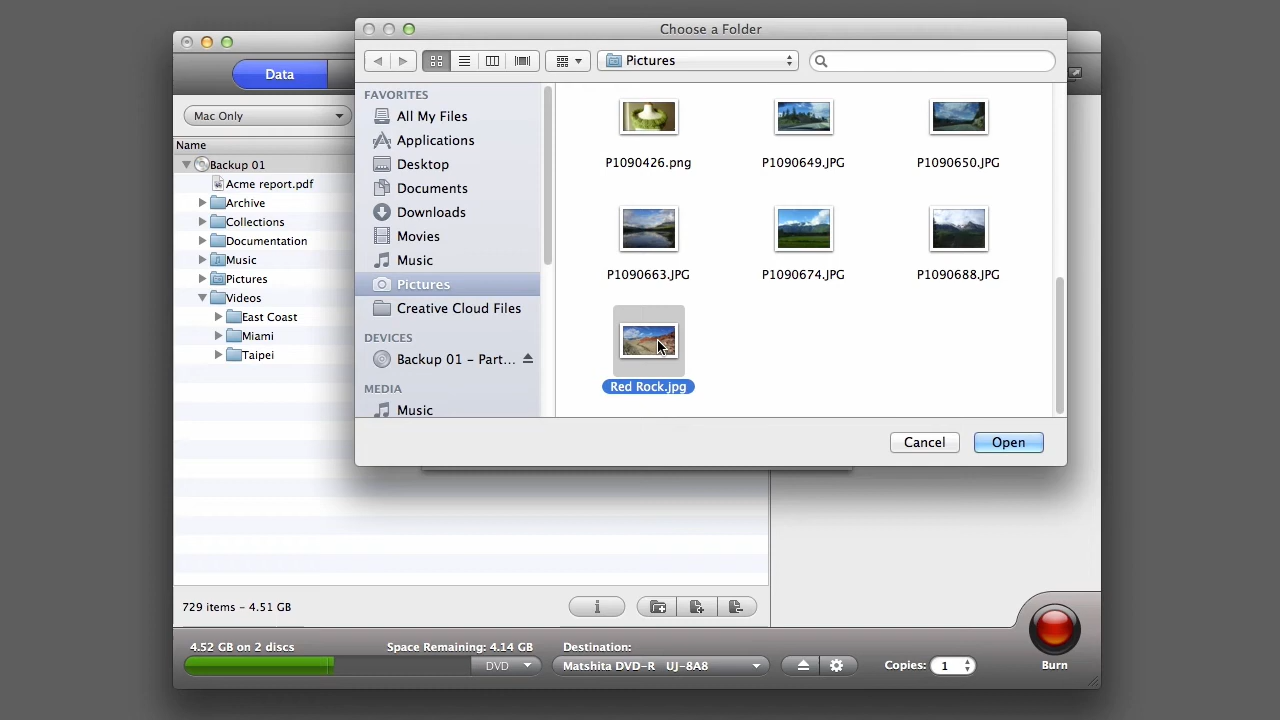 Choose a Folder
Data
Pictures
Mac Only
Name
Backup 01
Acme report.pdf
Archive
Collections
Documentation
Music
Pictures
Videos
East Coast
Miami
Taipei
FAVORITES
All My Files
Applications
Desktop
Documents
Downloads
Movies
Music
Pictures
Creative Cloud Files
DEVICES
Backup 01 – Part...
MEDIA
Music
P1090426.png
P1090649.JPG
P1090650.JPG
P1090663.JPG
P1090674.JPG
P1090688.JPG
Red Rock.jpg
Cancel
Open
729 items – 4.51 GB
4.52 GB on 2 discs
Space Remaining: 4.14 GB
DVD
Destination:
Matshita DVD-R UJ-8A8
Copies: 1
Burn